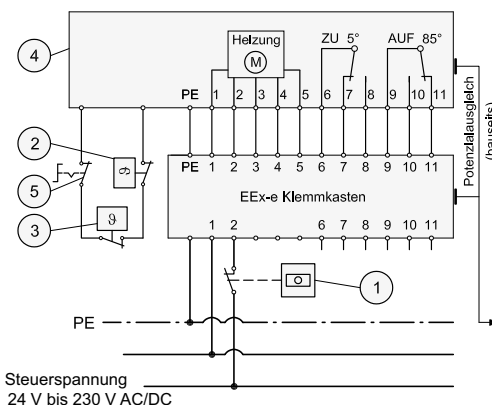 Heizung
M
ZU 5°
AUF 85°
4
PE 1 2 3 4 5 6 7 8 9 10 11
2
5
3
ϑ
ϑ
PE 1 2 3 4 5 6 7 8 9 10 11
EEx-e Klemmkasten
1 2 6 7 8 9 10 11
1
Potenzialausgleich
(bauseits)
PE
Steuerspannung
24 V bis 230 V AC/DC